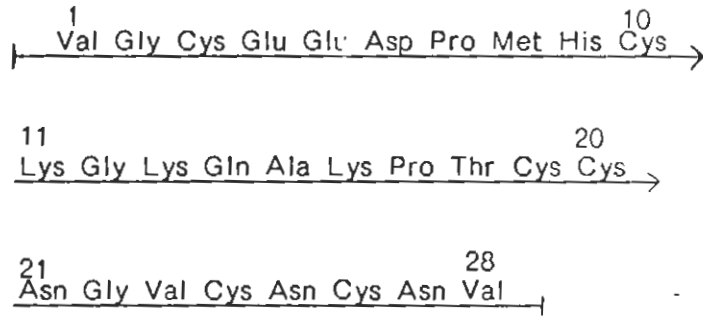 1 10
Val Gly Cys Glu Glu Asp Pro Met His Cys
11 20
Lys Gly Lys Gln Ala Lys Pro Thr Cys Cys
21 28
Asn Gly Val Cys Asn Cys Asn Val